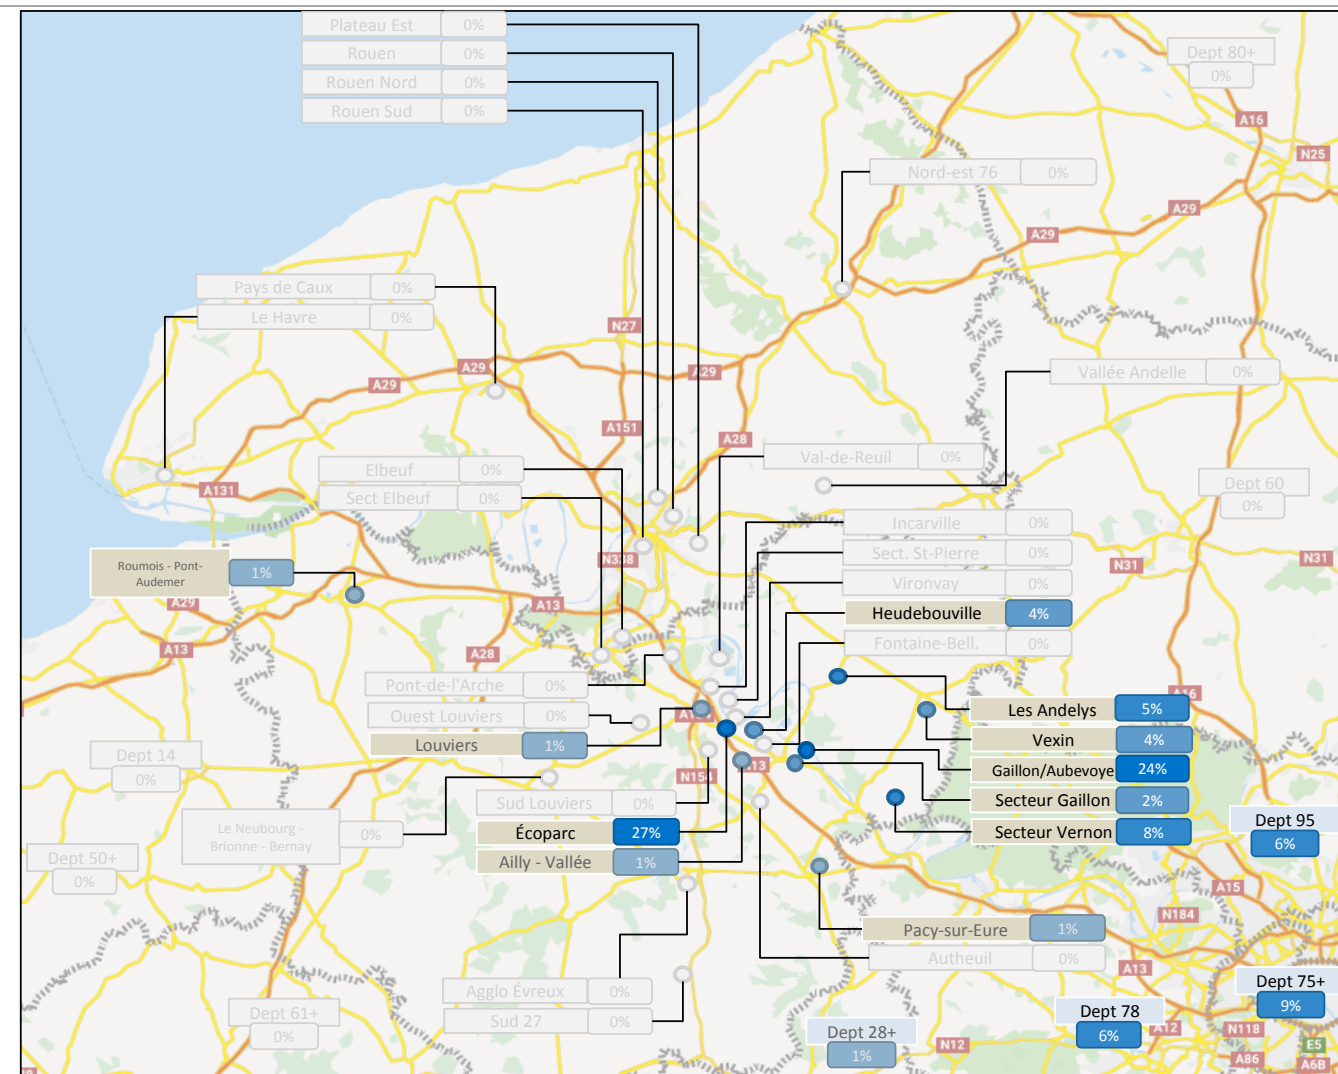 Plateau Est 0%
Rouen 0%
Rouen Nord 0%
Rouen Sud 0%
Dept 80+
0%
A16
N25
Nord-est 76 0%
A29
A29
Pays de Caux 0%
Le Havre 0%
N27
A29
A29
A29
Vallée Andelle 0%
A151
A28
Val-de-Reuil 0%
Elbeuf 0%
Sect Elbeuf 0%
A131
Dept 60
0%
Incarville 0%
Sect. St-Pierre 0%
Vironvay 0%
Heudebouville 4%
Fontaine-Bell. 0%
N338
N31
N31
Roumois - Pont-
Audemer
1%
A29
A13
A13
A28
Pont-de-l'Arche 0%
Ouest Louviers 0%
Louviers 1%
A16
Les Andelys 5%
Vexin 4%
Gaillon/Aubevoye 24%
Secteur Gaillon 2%
Secteur Vernon 8%
Dept 14
0%
N154
Sud Louviers 0%
Écoparc 27%
Ailly - Vallée 1%
Le Neubourg -
Brionne - Bernay
0%
Dept 95
6%
Dept 50+
0%
A15
N184
Pacy-sur-Eure 1%
Autheuil 0%
A13
Agglo Évreux 0%
Sud 27 0%
Dept 75+
9%
Dept 61+
0%
Dept 78
6%
Dept 28+
1%
A12
N118
N12
E5
A86
A6B